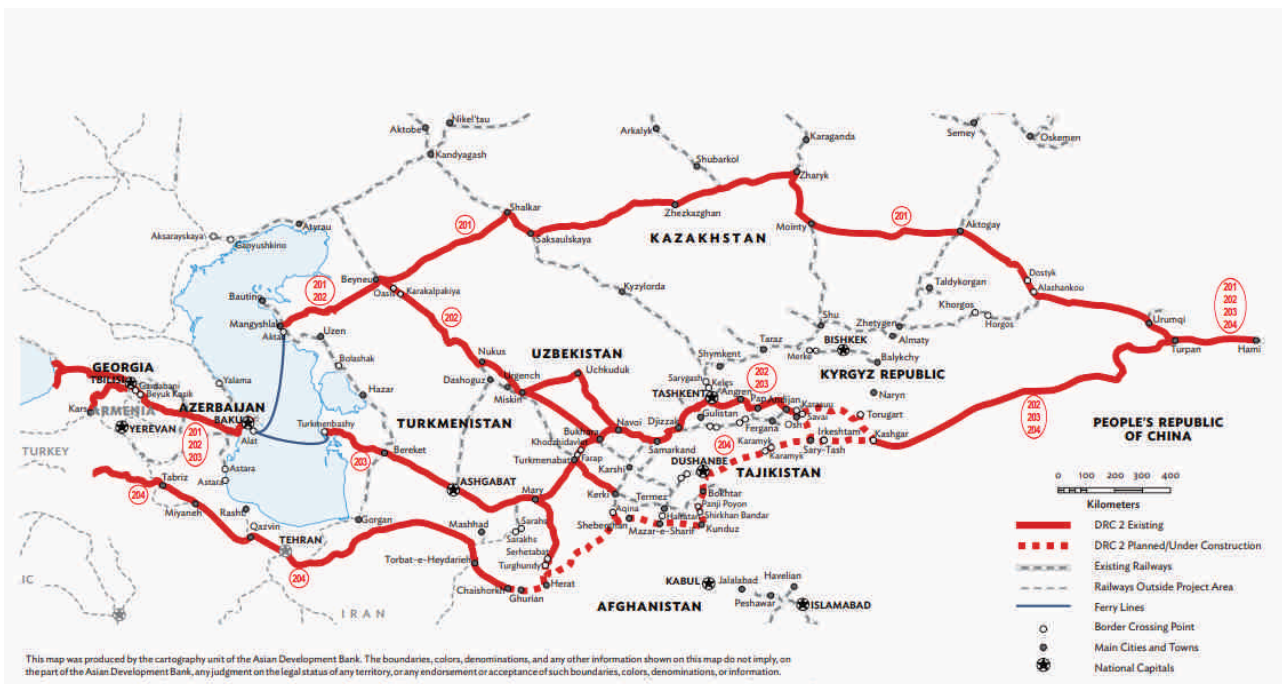 Nikel'tau
Aktobe
Kandyagash
Arkalyk
Shubarkol
Karaganda
Zharyk
Semey
Oskemen
Shalkar
Saksaulskaya
Zhezkazghan
KAZAKHSTAN
201
Mointy
201
Aktogay
Aksarayskaya
Ganyushkino
Atyrau
Beyneu
Oasis
Karakalpakiya
Kyzylorda
201
202
Bautino
Mangyshlak
Aktau
Uzen
Bolashak
Hazar
202
Nukus
Dashoguz
Urgench
Miskin
UZBEKISTAN
Uchkuduk
Dostyk
Alashankou
Taldykorgan
Khorgos
Horgos
Shu
Zhetygen
Almaty
Taraz
Merke
BISHKEK
Balykchy
KYRGYZ REPUBLIC
Naryn
Urumqi
Turpan
Hami
201
202
203
204
Shymkent
Sarygash
Keles
TASHKENT
Angren
202
203
Pap
Andijan
Karasuu
Savai
Osh
Gulistan
Fergana
Torugart
Irkeshtam
Sary-Tash
Kashgar
202
203
204
PEOPLE'S REPUBLIC
OF CHINA
GEORGIA
TBILISI
Gardabani
Beyuk Kasik
Yalama
Kars
ARMENIA
YEREVAN
AZERBAIJAN
BAKU
Alat
201
202
203
TURKEY
Astara
Astara
Turkmenbashy
203
Bereket
TURKMENISTAN
ASHGABAT
Turkmenabat
Khodzhidavlet
Farap
Bukhara
Navoi
Djizzak
Samarkand
Karshi
204
Karamyk
Karamyk
DUSHANBE
TAJIKISTAN
Bokhtar
Panji Poyon
Shirkhan Bandar
Kunduz
Termez
Hairatan
Mazar-e-Sharif
Kerki
Aqina
Sheberghan
Mary
Sarahs
Sarakhs
Mashhad
Serhetabat
Turghundy
Herat
Ghurian
Chaishorkh
Torbat-e-Heydarieh
Gorgan
204
Tabriz
Miyaneh
Rasht
Qazvin
TEHRAN
204
IRAN
IC
AFGHANISTAN
KABUL
Jalalabad
Havelian
Peshawar
ISLAMABAD
0 100 200 300 400
Kilometers
DRC 2 Existing
DRC 2 Planned/Under Construction
Existing Railways
Railways Outside Project Area
Ferry Lines
Border Crossing Point
Main Cities and Towns
National Capitals
This map was produced by the cartography unit of the Asian Development Bank. The boundaries, colors, denominations, and any other information shown on this map do not imply, on
the part of the Asian Development Bank, any judgment on the legal status of any territory, or any endorsement or acceptance of such boundaries, colors, denominations, or information.